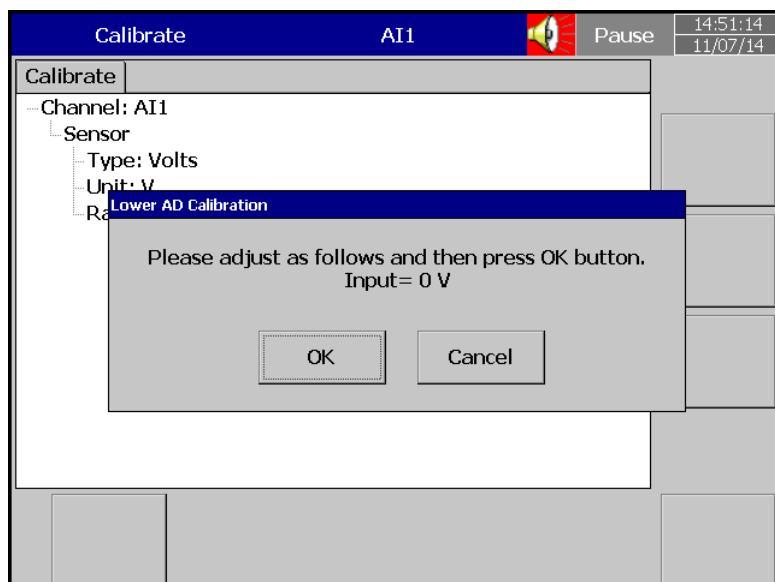 Calibrate AI1 Pause 14:51:14
11/07/14
Calibrate
Channel: AI1
Sensor
Type: Volts
Unit: V
Lower AD Calibration
Please adjust as follows and then press OK button.
Input= 0 V
OK Cancel